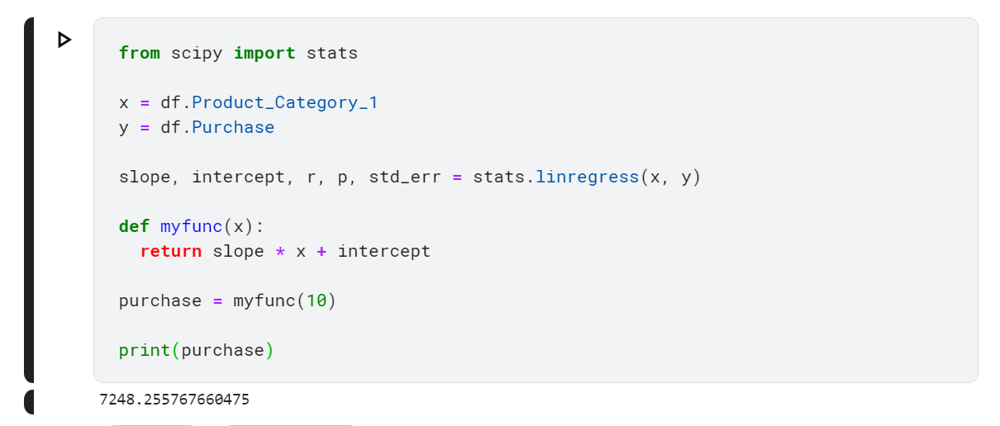 from scipy import stats
x = df.Product_Category_1
y = df.Purchase
slope, intercept, r, p, std_err = stats.linregress(x, y)
def myfunc(x):
  return slope * x + intercept
purchase = myfunc(10)
print(purchase)
7248.255767660475